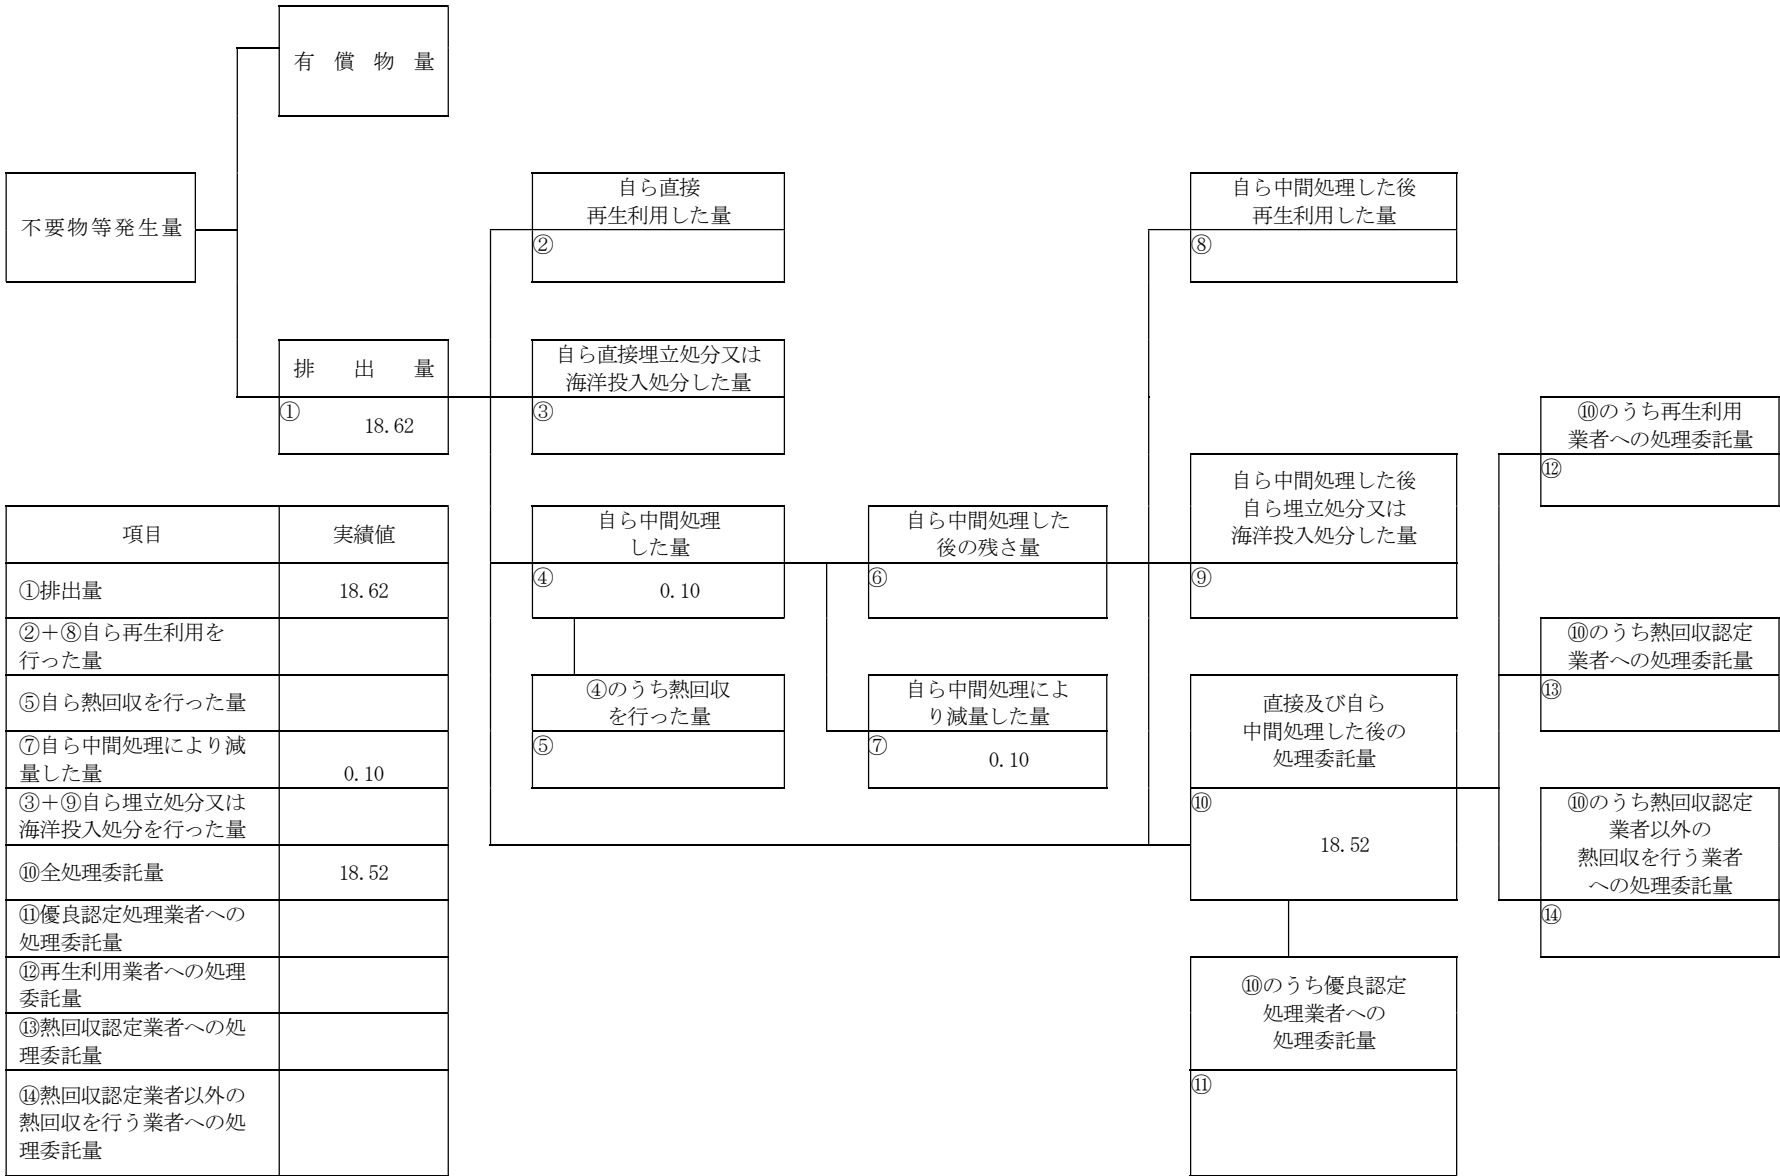 有償物量
不要物等発生量
自ら直接
再生利用した量
②
自ら中間処理した後
再生利用した量
⑧
排出量
①
18.62
自ら直接埋立処分又は
海洋投入処分した量
③
⑩のうち再生利用
業者への処理委託量
⑫
自ら中間処理した後
自ら埋立処分又は
海洋投入処分した量
⑨
自ら中間処理
した量
④
0.10
自ら中間処理した
後の残さ量
⑥
④のうち熱回収
を行った量
⑤
自ら中間処理によ
り減量した量
⑦
0.10
直接及び自ら
中間処理した後の
処理委託量
⑩
18.52
⑩のうち熱回収認定
業者への処理委託量
⑬
⑩のうち熱回収認定
業者以外の
熱回収を行う業者
への処理委託量
⑭
⑩のうち優良認定
処理業者への
処理委託量
⑪
項目 実績値
①排出量 18.62
②+⑧自ら再生利用を
行った量
⑤自ら熱回収を行った量
⑦自ら中間処理により減
量した量 0.10
③+⑨自ら埋立処分又は
海洋投入処分を行った量
⑩全処理委託量 18.52
⑪優良認定処理業者への
処理委託量
⑫再生利用業者への処理
委託量
⑬熱回収認定業者への処
理委託量
⑭熱回収認定業者以外の
熱回収を行う業者への処
理委託量